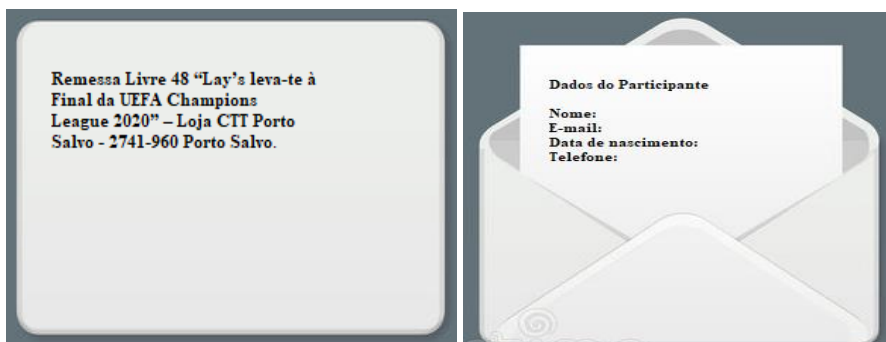 Remessa Livre 48 “Lay’s leva-te à
Final da UEFA Champions
League 2020” – Loja CTT Porto
Salvo - 2741-960 Porto Salvo.
Dados do Participante
Nome:
E-mail:
Data de nascimento:
Telefone: